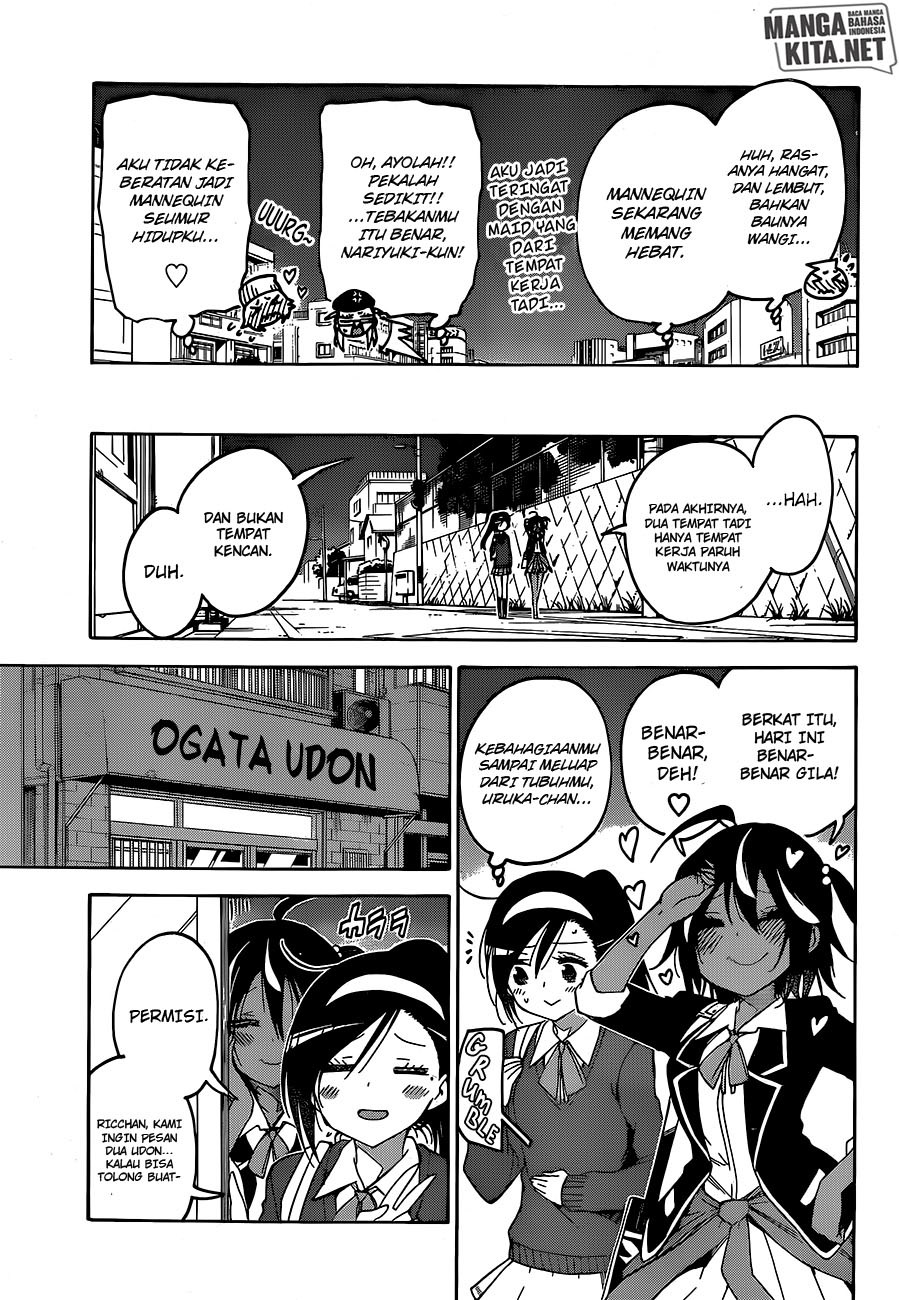 MANGA
KITA.NET
BACA MANGA
BAHASA
INDONESIA
HUH, RAS-
ANYA HANGAT,
DAN LEMBUT,
BAHKAN
BAUNYA
WANGI...
MANNEQUIN
SEKARANG
MEMANG
HEBAT.
AKU JADI
TERINGAT
DENGAN
MAID YANG
DARI
TEMPAT
KERJA
TADI...
OH, AYOLAH!!
PEKALAH
SEDIKIT!!
...TEBAKANMU
ITU BENAR,
NARIYUKI-KUN!
UUURG~
AKU TIDAK KE-
BERATAN JADI
MANNEQUIN
SEUMUR
HIDUPKU...
♡
...HAH.
PADA AKHIRNYA,
DUA TEMPAT TADI
HANYA TEMPAT
KERJA PARUH
WAKTUNYA
DAN BUKAN
TEMPAT
KENCAN.
DUH.
BERKAT ITU,
HARI INI
BENAR-
BENAR GILA!
BENAR-
BENAR,
DEH!
♡
KEBAHAGIAANMU
SAMPAI MELUAP
DARI TUBUHMU,
URUKA-CHAN...
GRUMBLE
OGATA UDON
PERMISI.
RICCHAN, KAMI
INGIN PESAN
DUA UDON...
KALAU BISA
TOLONG BUAT-